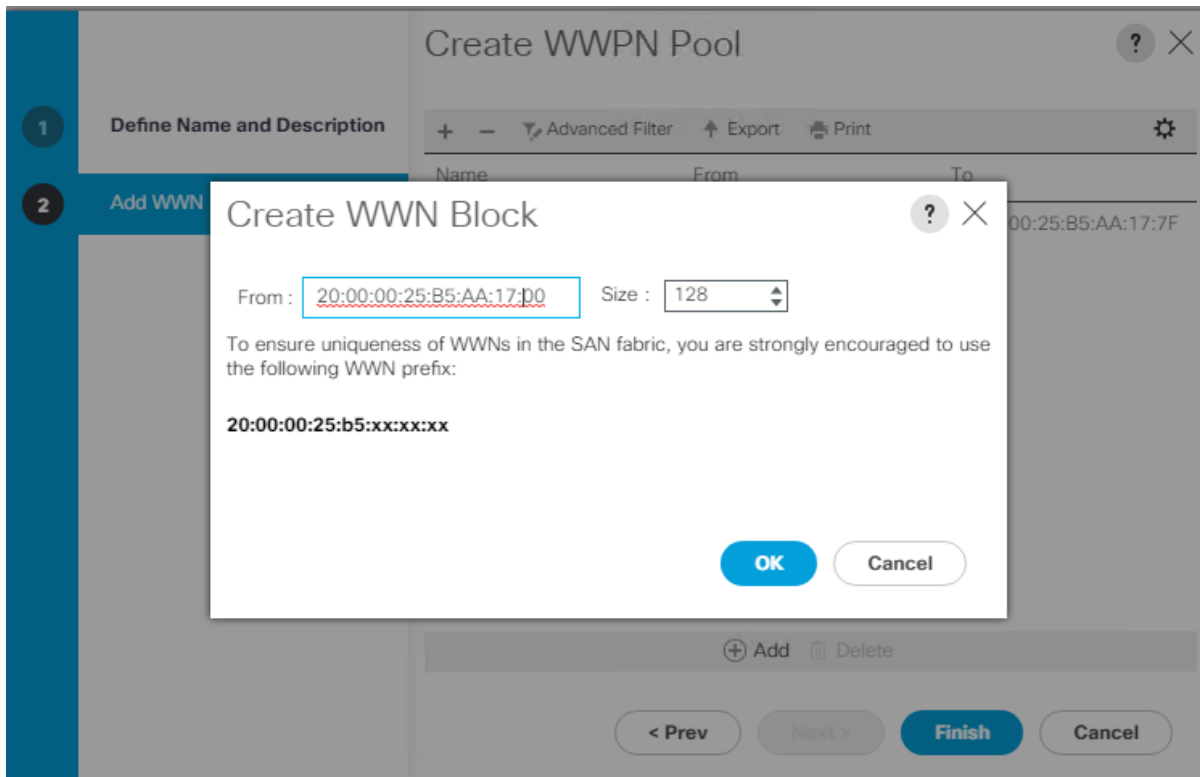 Create WWPN Pool
?
1 Define Name and Description
+ − Advanced Filter Export Print
Name From To
2 Add WWN
00:25:B5:AA:17:7F
Create WWN Block
?
From : 20:00:00:25:B5:AA:17:00 Size : 128
To ensure uniqueness of WWNs in the SAN fabric, you are strongly encouraged to use
the following WWN prefix:
20:00:00:25:b5:xx:xx:xx
OK Cancel
Add Delete
< Prev Next > Finish Cancel